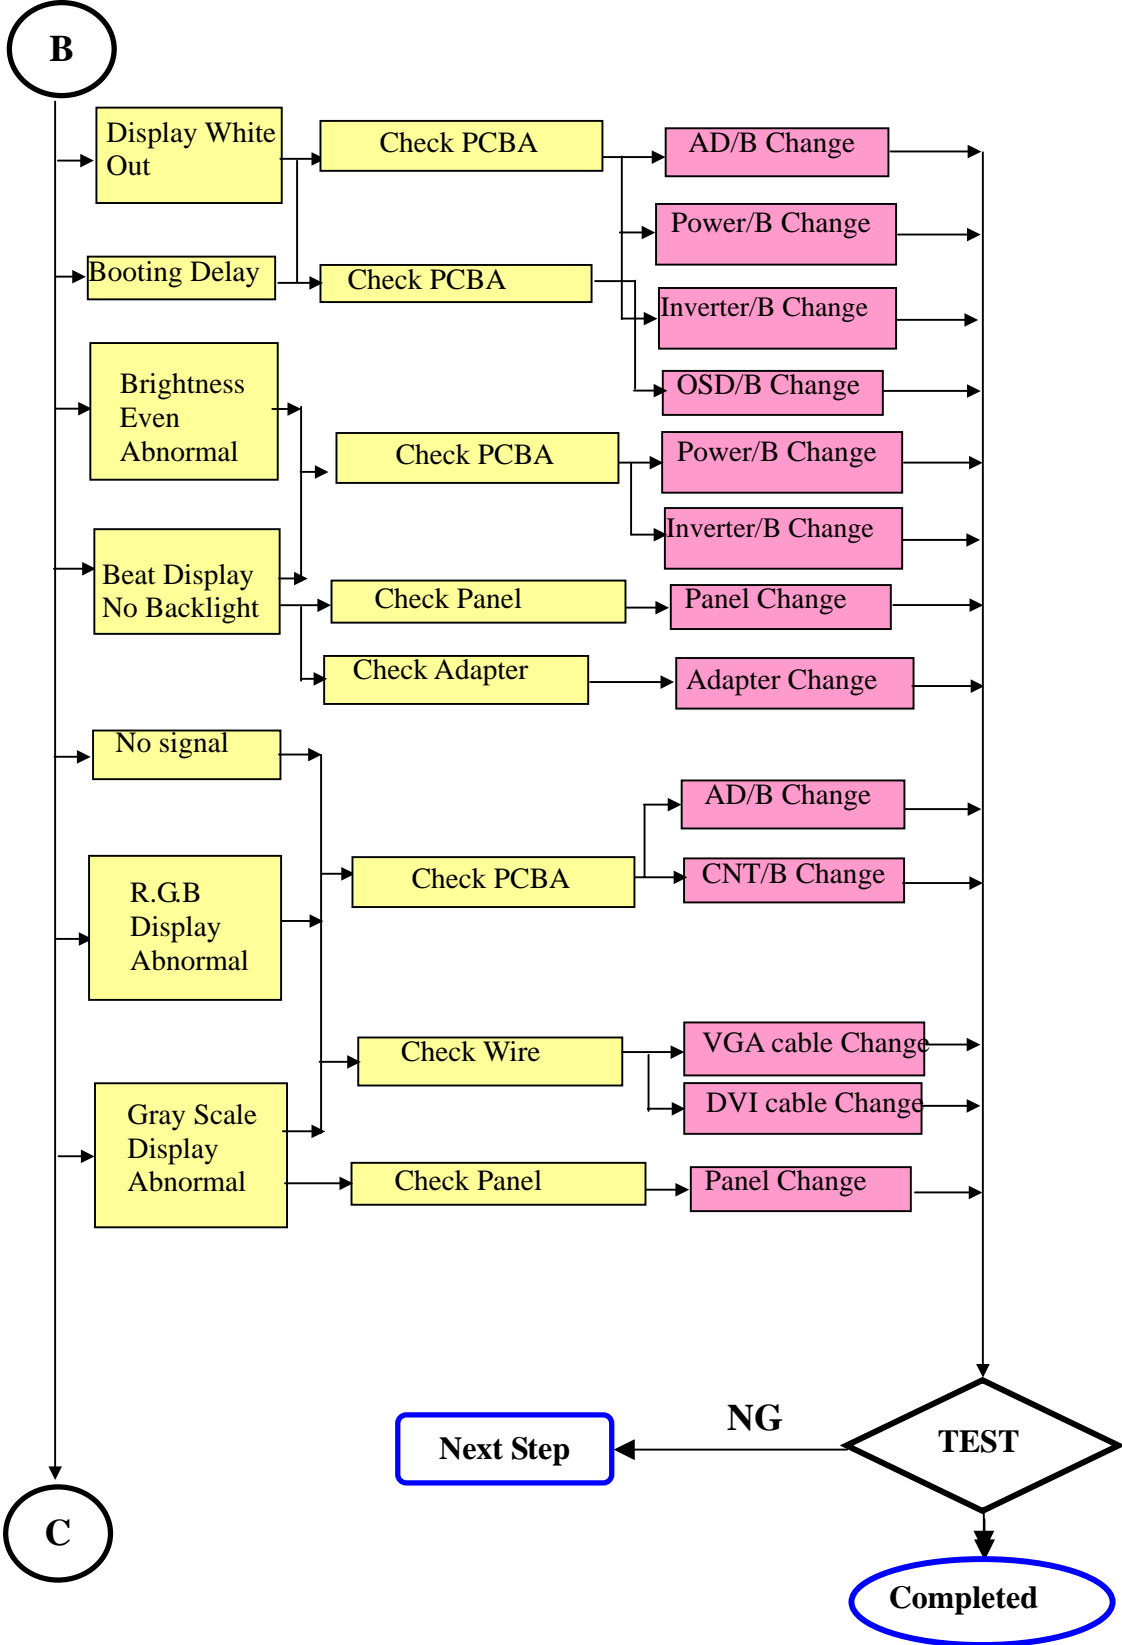 B
Display White
Out
Check PCBA
AD/B Change
Power/B Change
Booting Delay
Check PCBA
Inverter/B Change
OSD/B Change
Brightness
Even
Abnormal
Check PCBA
Power/B Change
Inverter/B Change
Beat Display
No Backlight
Check Panel
Panel Change
Check Adapter
Adapter Change
No signal
AD/B Change
R.G.B
Display
Abnormal
Check PCBA
CNT/B Change
Check Wire
VGA cable Change
DVI cable Change
Gray Scale
Display
Abnormal
Check Panel
Panel Change
NG
Next Step
TEST
C
Completed